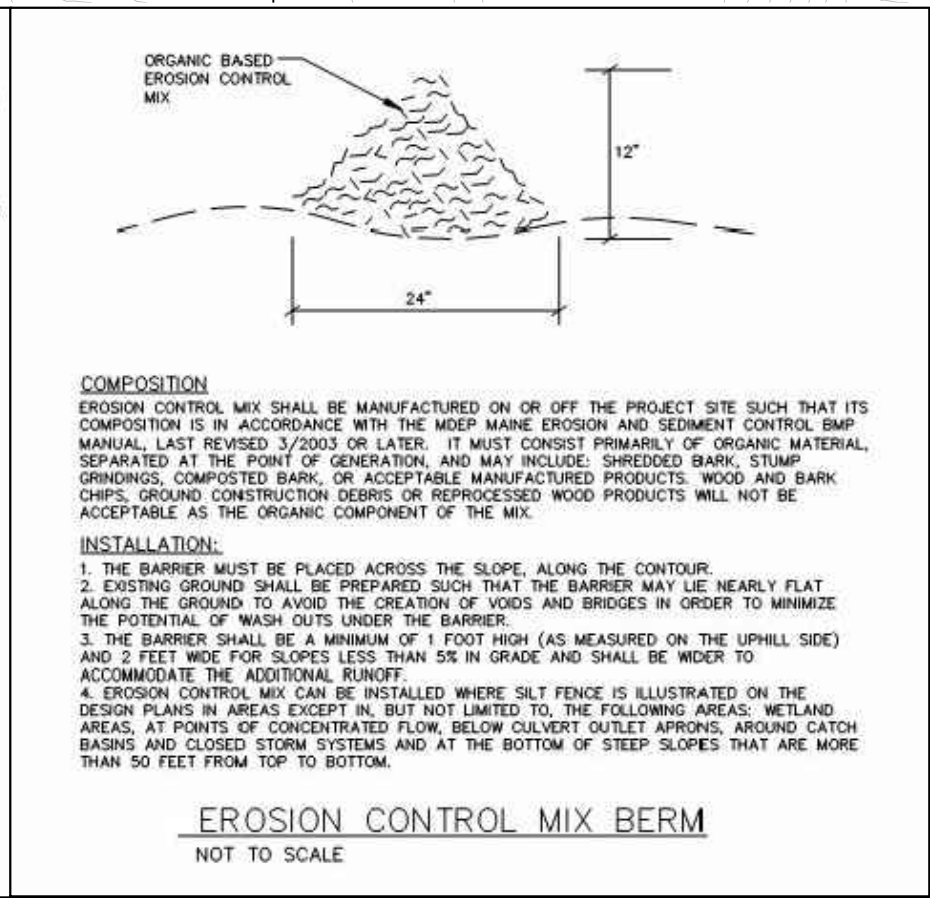 ORGANIC BASED
EROSION CONTROL
MIX
12"
24"
COMPOSITION
EROSION CONTROL MIX SHALL BE MANUFACTURED ON OR OFF THE PROJECT SITE SUCH THAT ITS
COMPOSITION IS IN ACCORDANCE WITH THE MDEP MAINE EROSION AND SEDIMENT CONTROL BMP
MANUAL, LAST REVISED 3/2003 OR LATER. IT MUST CONSIST PRIMARILY OF ORGANIC MATERIAL,
SEPARATED AT THE POINT OF GENERATION, AND MAY INCLUDE: SHREDDED BARK, STUMP
GRINDINGS, COMPOSTED BARK, OR ACCEPTABLE MANUFACTURED PRODUCTS. WOOD AND BARK
CHIPS, GROUND CONSTRUCTION DEBRIS OR REPROCESSED WOOD PRODUCTS WILL NOT BE
ACCEPTABLE AS THE ORGANIC COMPONENT OF THE MIX.
INSTALLATION:
1. THE BARRIER MUST BE PLACED ACROSS THE SLOPE, ALONG THE CONTOUR.
2. EXISTING GROUND SHALL BE PREPARED SUCH THAT THE BARRIER MAY LIE NEARLY FLAT
ALONG THE GROUND TO AVOID THE CREATION OF VOIDS AND BRIDGES IN ORDER TO MINIMIZE
THE POTENTIAL OF WASH OUTS UNDER THE BARRIER.
3. THE BARRIER SHALL BE A MINIMUM OF 1 FOOT HIGH (AS MEASURED ON THE UPHILL SIDE)
AND 2 FEET WIDE FOR SLOPES LESS THAN 5% IN GRADE AND SHALL BE WIDER TO
ACCOMMODATE THE ADDITIONAL RUNOFF.
4. EROSION CONTROL MIX CAN BE INSTALLED WHERE SILT FENCE IS ILLUSTRATED ON THE
DESIGN PLANS IN AREAS EXCEPT IN, BUT NOT LIMITED TO, THE FOLLOWING AREAS: WETLAND
AREAS, AT POINTS OF CONCENTRATED FLOW, BELOW CULVERT OUTLET APRONS, AROUND CATCH
BASINS AND CLOSED STORM SYSTEMS AND AT THE BOTTOM OF STEEP SLOPES THAT ARE MORE
THAN 50 FEET FROM TOP TO BOTTOM.
EROSION CONTROL MIX BERM
NOT TO SCALE